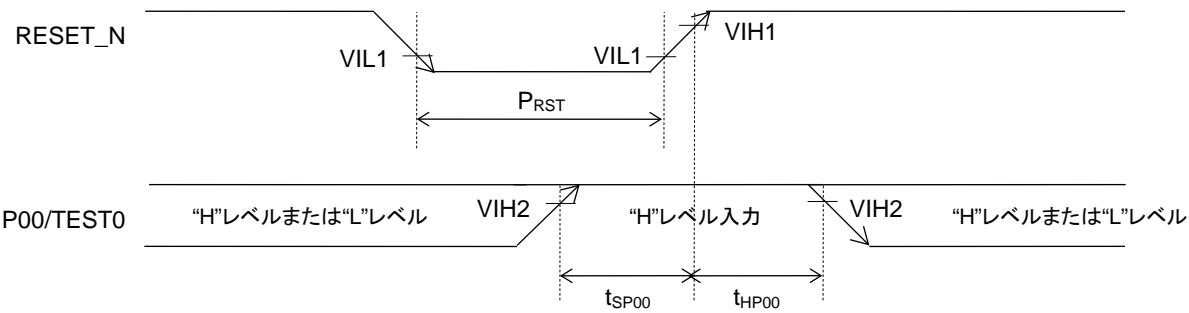 RESET_N
VIL1
VIL1
VIH1
PRST
P00/TEST0
“H”レベルまたは“L”レベル
VIH2
“H”レベル入力
VIH2
“H”レベルまたは“L”レベル
tSP00
tHP00